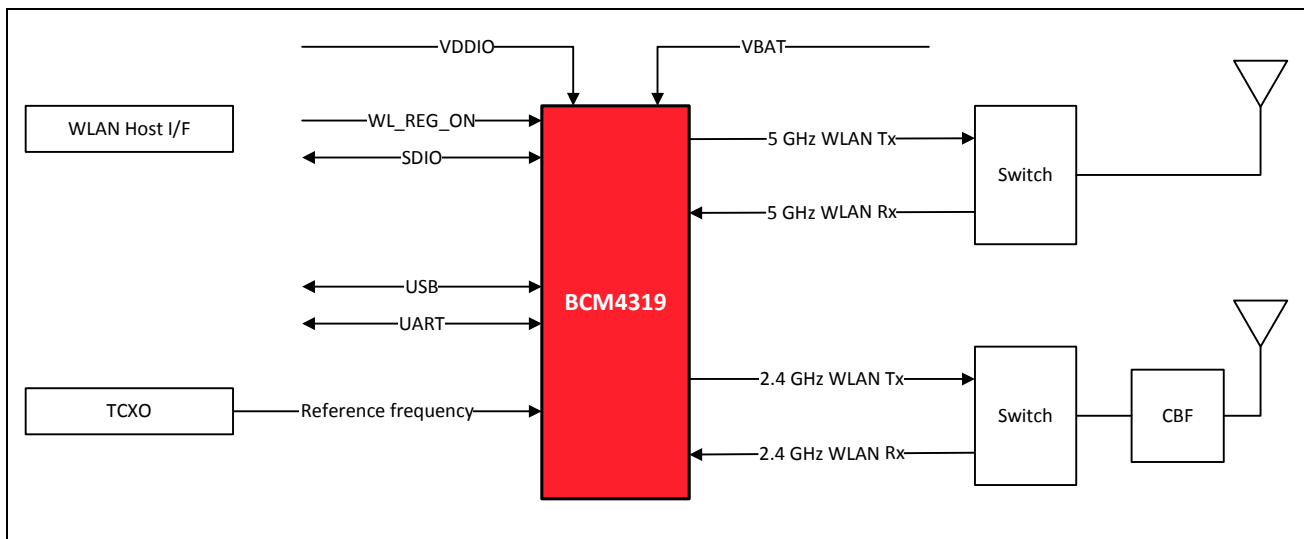 VDDIO
VBAT
WLAN Host I/F
WL_REG_ON
SDIO
5 GHz WLAN Tx
Switch
5 GHz WLAN Rx
USB
BCM4319
UART
2.4 GHz WLAN Tx
TCXO
Reference frequency
Switch
CBF
2.4 GHz WLAN Rx